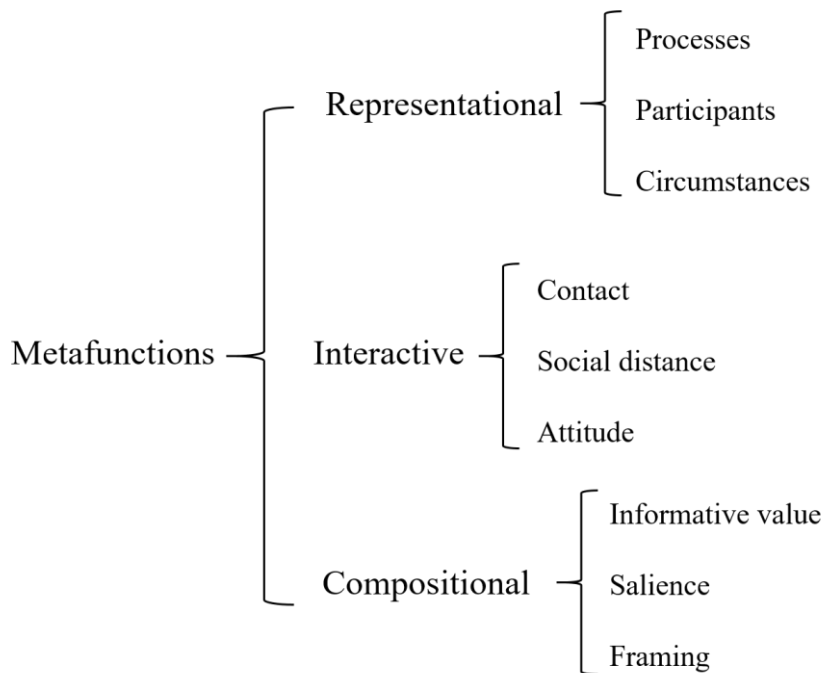 Metafunctions
Representational
Processes
Participants
Circumstances
Interactive
Contact
Social distance
Attitude
Compositional
Informative value
Salience
Framing